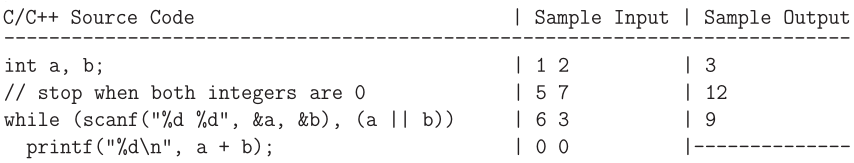 C/C++ Source Code | Sample Input | Sample Output
---------------------------------------------------------------------------
int a, b; | 1 2 | 3
// stop when both integers are 0 | 5 7 | 12
while (scanf("%d %d", &a, &b), (a || b)) | 6 3 | 9
printf("%d\n", a + b); | 0 0 |--------------